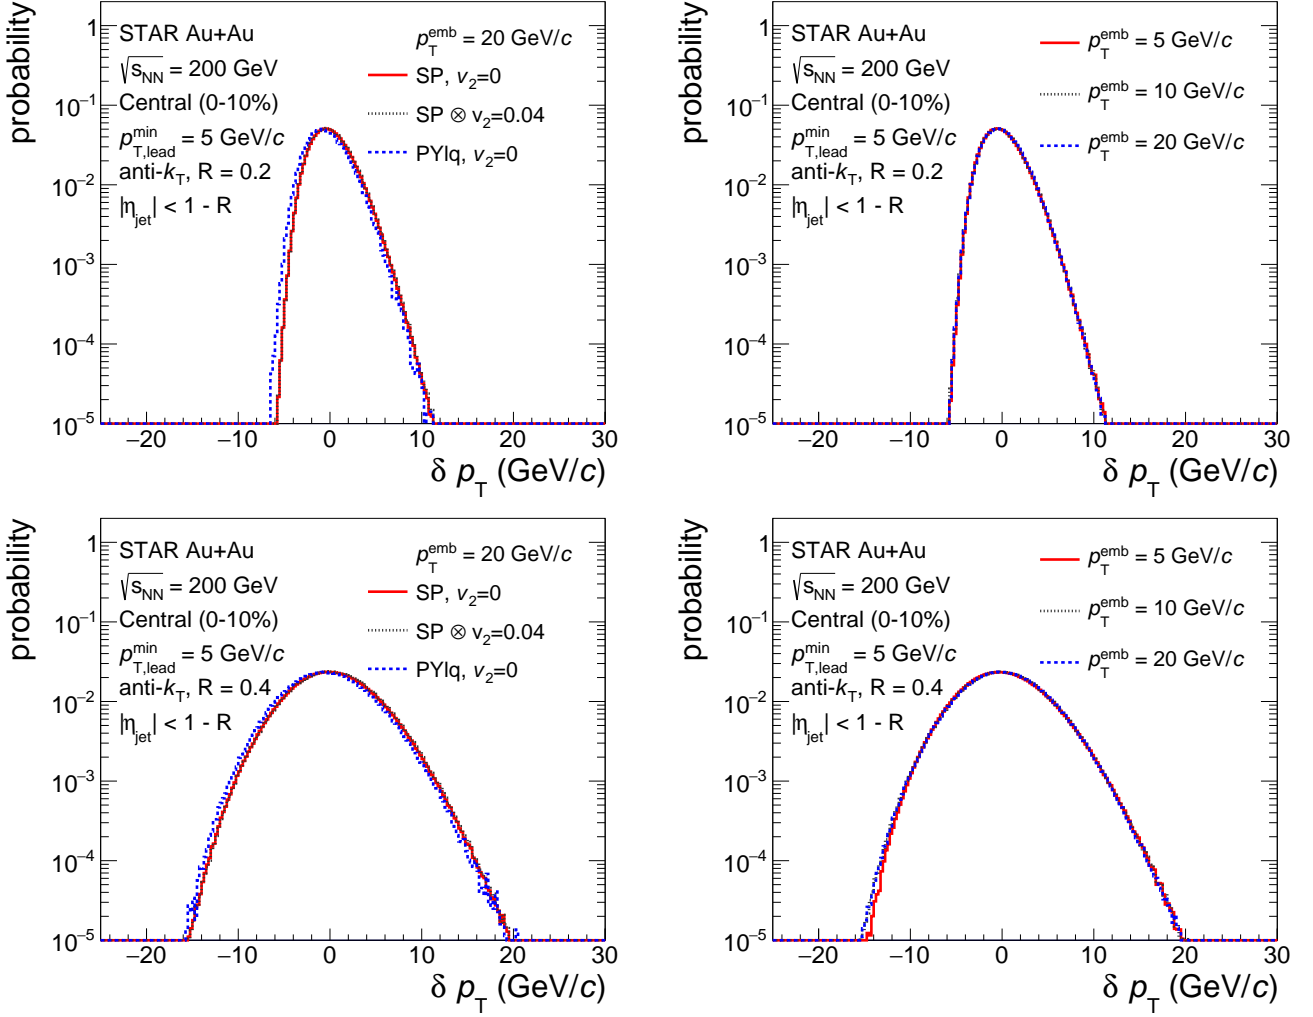 probability
1
10⁻¹
10⁻²
10⁻³
10⁻⁴
10⁻⁵
STAR Au+Au
√s_NN = 200 GeV
Central (0-10%)
p_T,lead^min = 5 GeV/c
anti-k_T, R = 0.2
|η_jet| < 1 - R
p_T^emb = 20 GeV/c
SP, v₂=0
SP ⊗ v₂=0.04
PYlq, v₂=0
−20 −10 0 10 20 30
δ p_T (GeV/c)
probability
1
10⁻¹
10⁻²
10⁻³
10⁻⁴
10⁻⁵
STAR Au+Au
√s_NN = 200 GeV
Central (0-10%)
p_T,lead^min = 5 GeV/c
anti-k_T, R = 0.2
|η_jet| < 1 - R
p_T^emb = 5 GeV/c
p_T^emb = 10 GeV/c
p_T^emb = 20 GeV/c
−20 −10 0 10 20 30
δ p_T (GeV/c)
probability
1
10⁻¹
10⁻²
10⁻³
10⁻⁴
10⁻⁵
STAR Au+Au
√s_NN = 200 GeV
Central (0-10%)
p_T,lead^min = 5 GeV/c
anti-k_T, R = 0.4
|η_jet| < 1 - R
p_T^emb = 20 GeV/c
SP, v₂=0
SP ⊗ v₂=0.04
PYlq, v₂=0
−20 −10 0 10 20 30
δ p_T (GeV/c)
probability
1
10⁻¹
10⁻²
10⁻³
10⁻⁴
10⁻⁵
STAR Au+Au
√s_NN = 200 GeV
Central (0-10%)
p_T,lead^min = 5 GeV/c
anti-k_T, R = 0.4
|η_jet| < 1 - R
p_T^emb = 5 GeV/c
p_T^emb = 10 GeV/c
p_T^emb = 20 GeV/c
−20 −10 0 10 20 30
δ p_T (GeV/c)